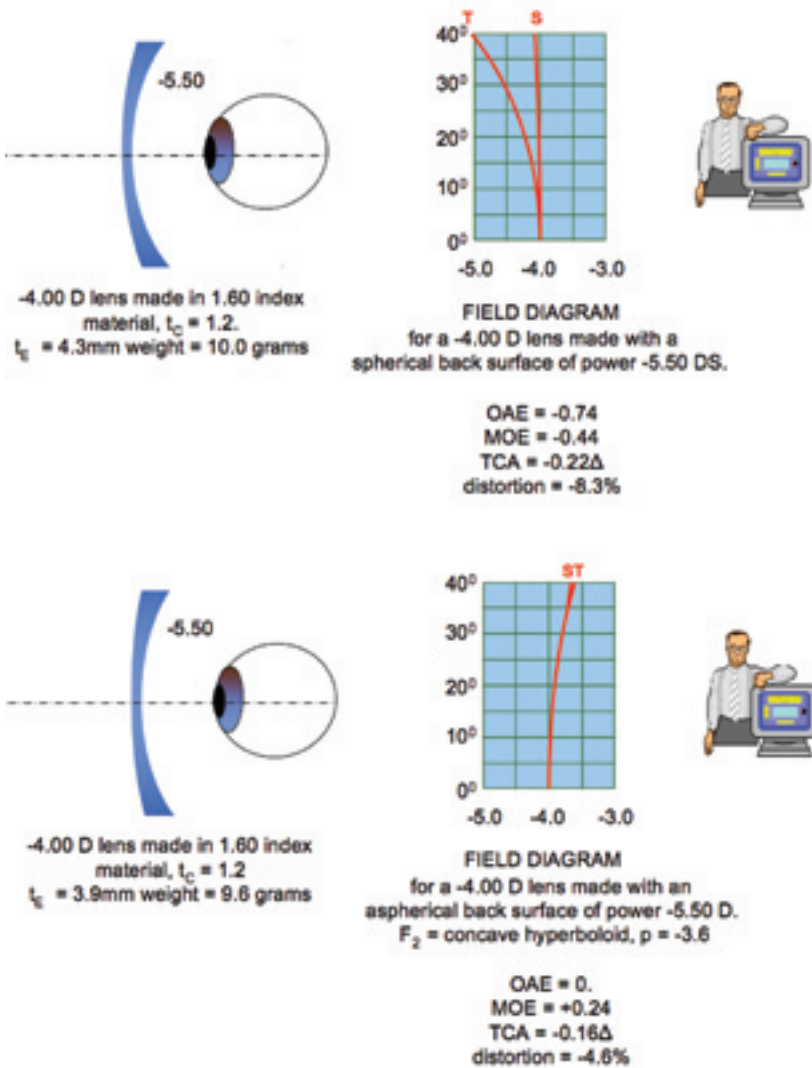 T S
-5.50
40⁰
30⁰
20⁰
10⁰
0⁰
-5.0 -4.0 -3.0
-4.00 D lens made in 1.60 index
material, t_C = 1.2.
t_E = 4.3mm weight = 10.0 grams
FIELD DIAGRAM
for a -4.00 D lens made with a
spherical back surface of power -5.50 DS.
OAE = -0.74
MOE = -0.44
TCA = -0.22Δ
distortion = -8.3%
ST
-5.50
40⁰
30⁰
20⁰
10⁰
0⁰
-5.0 -4.0 -3.0
-4.00 D lens made in 1.60 index
material, t_C = 1.2
t_E = 3.9mm weight = 9.6 grams
FIELD DIAGRAM
for a -4.00 D lens made with an
aspherical back surface of power -5.50 D.
F₂ = concave hyperboloid, p = -3.6
OAE = 0.
MOE = +0.24
TCA = -0.16Δ
distortion = -4.6%